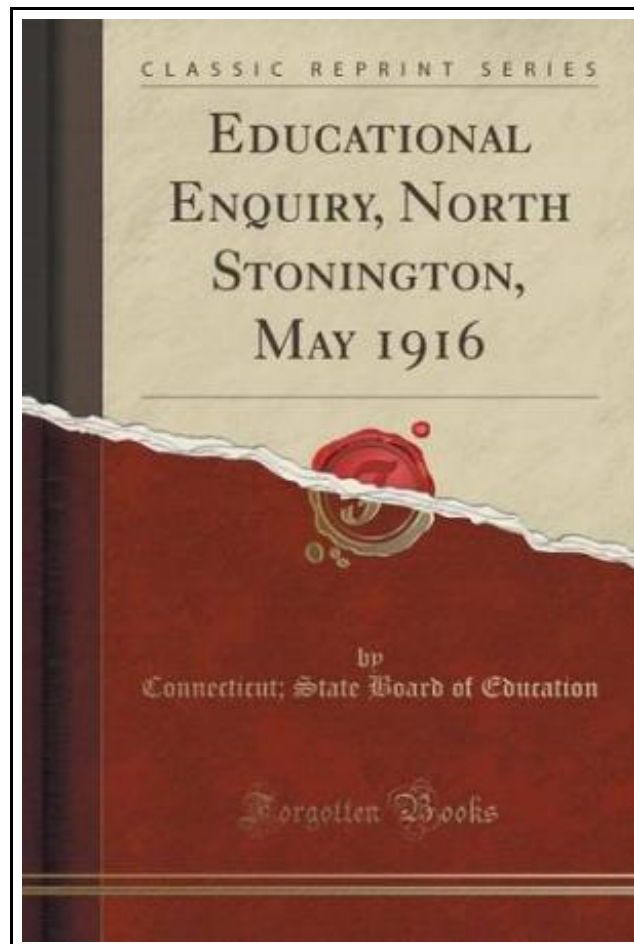 CLASSIC REPRINT SERIES
EDUCATIONAL
ENQUIRY, NORTH
STONINGTON,
MAY 1916
F
by
Connecticut; State Board of Education
Forgotten Books